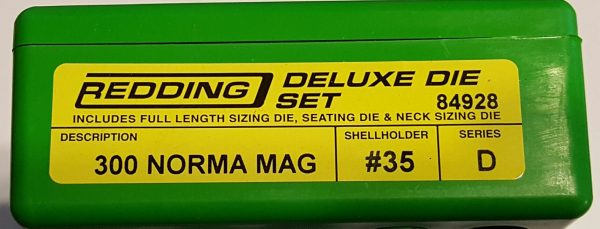 REDDING DELUXE DIE
SET 84928
INCLUDES FULL LENGTH SIZING DIE, SEATING DIE & NECK SIZING DIE
DESCRIPTION SHELLHOLDER SERIES
300 NORMA MAG #35 D